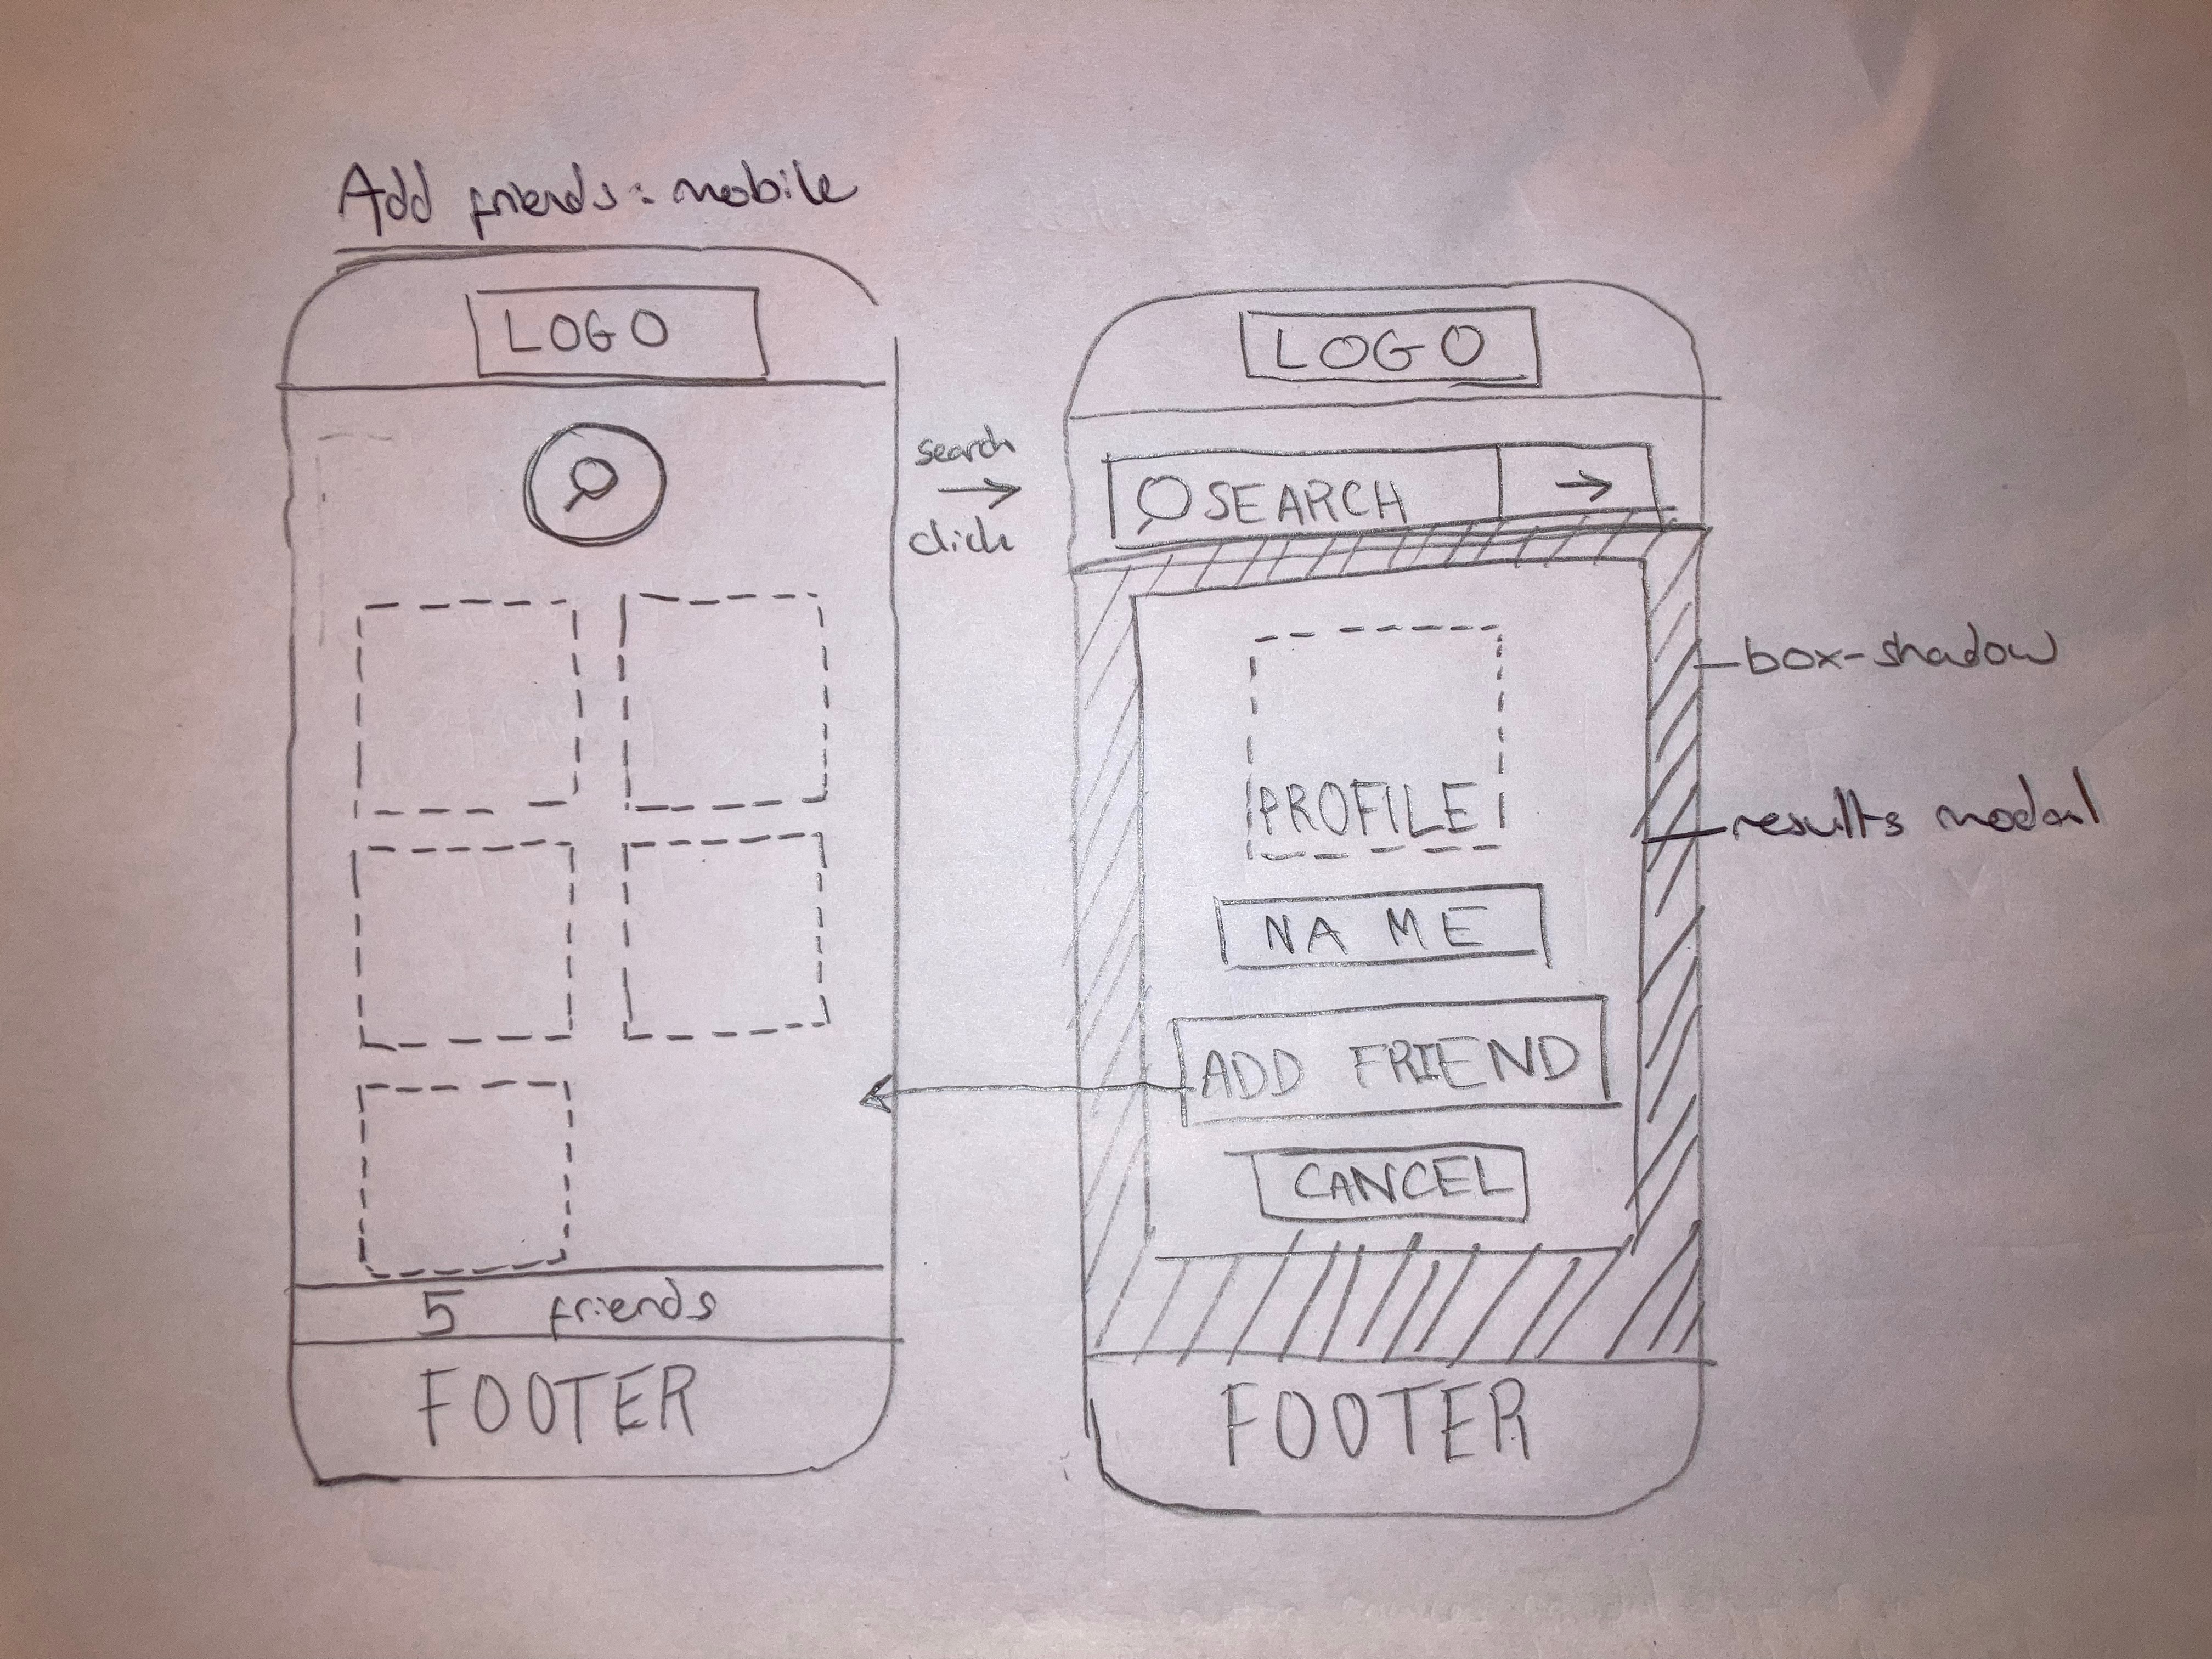 Add friends: mobile
LOGO
search
click
5 friends
FOOTER
LOGO
SEARCH
box-shadow
results modal
PROFILE
NAME
ADD FRIEND
CANCEL
FOOTER